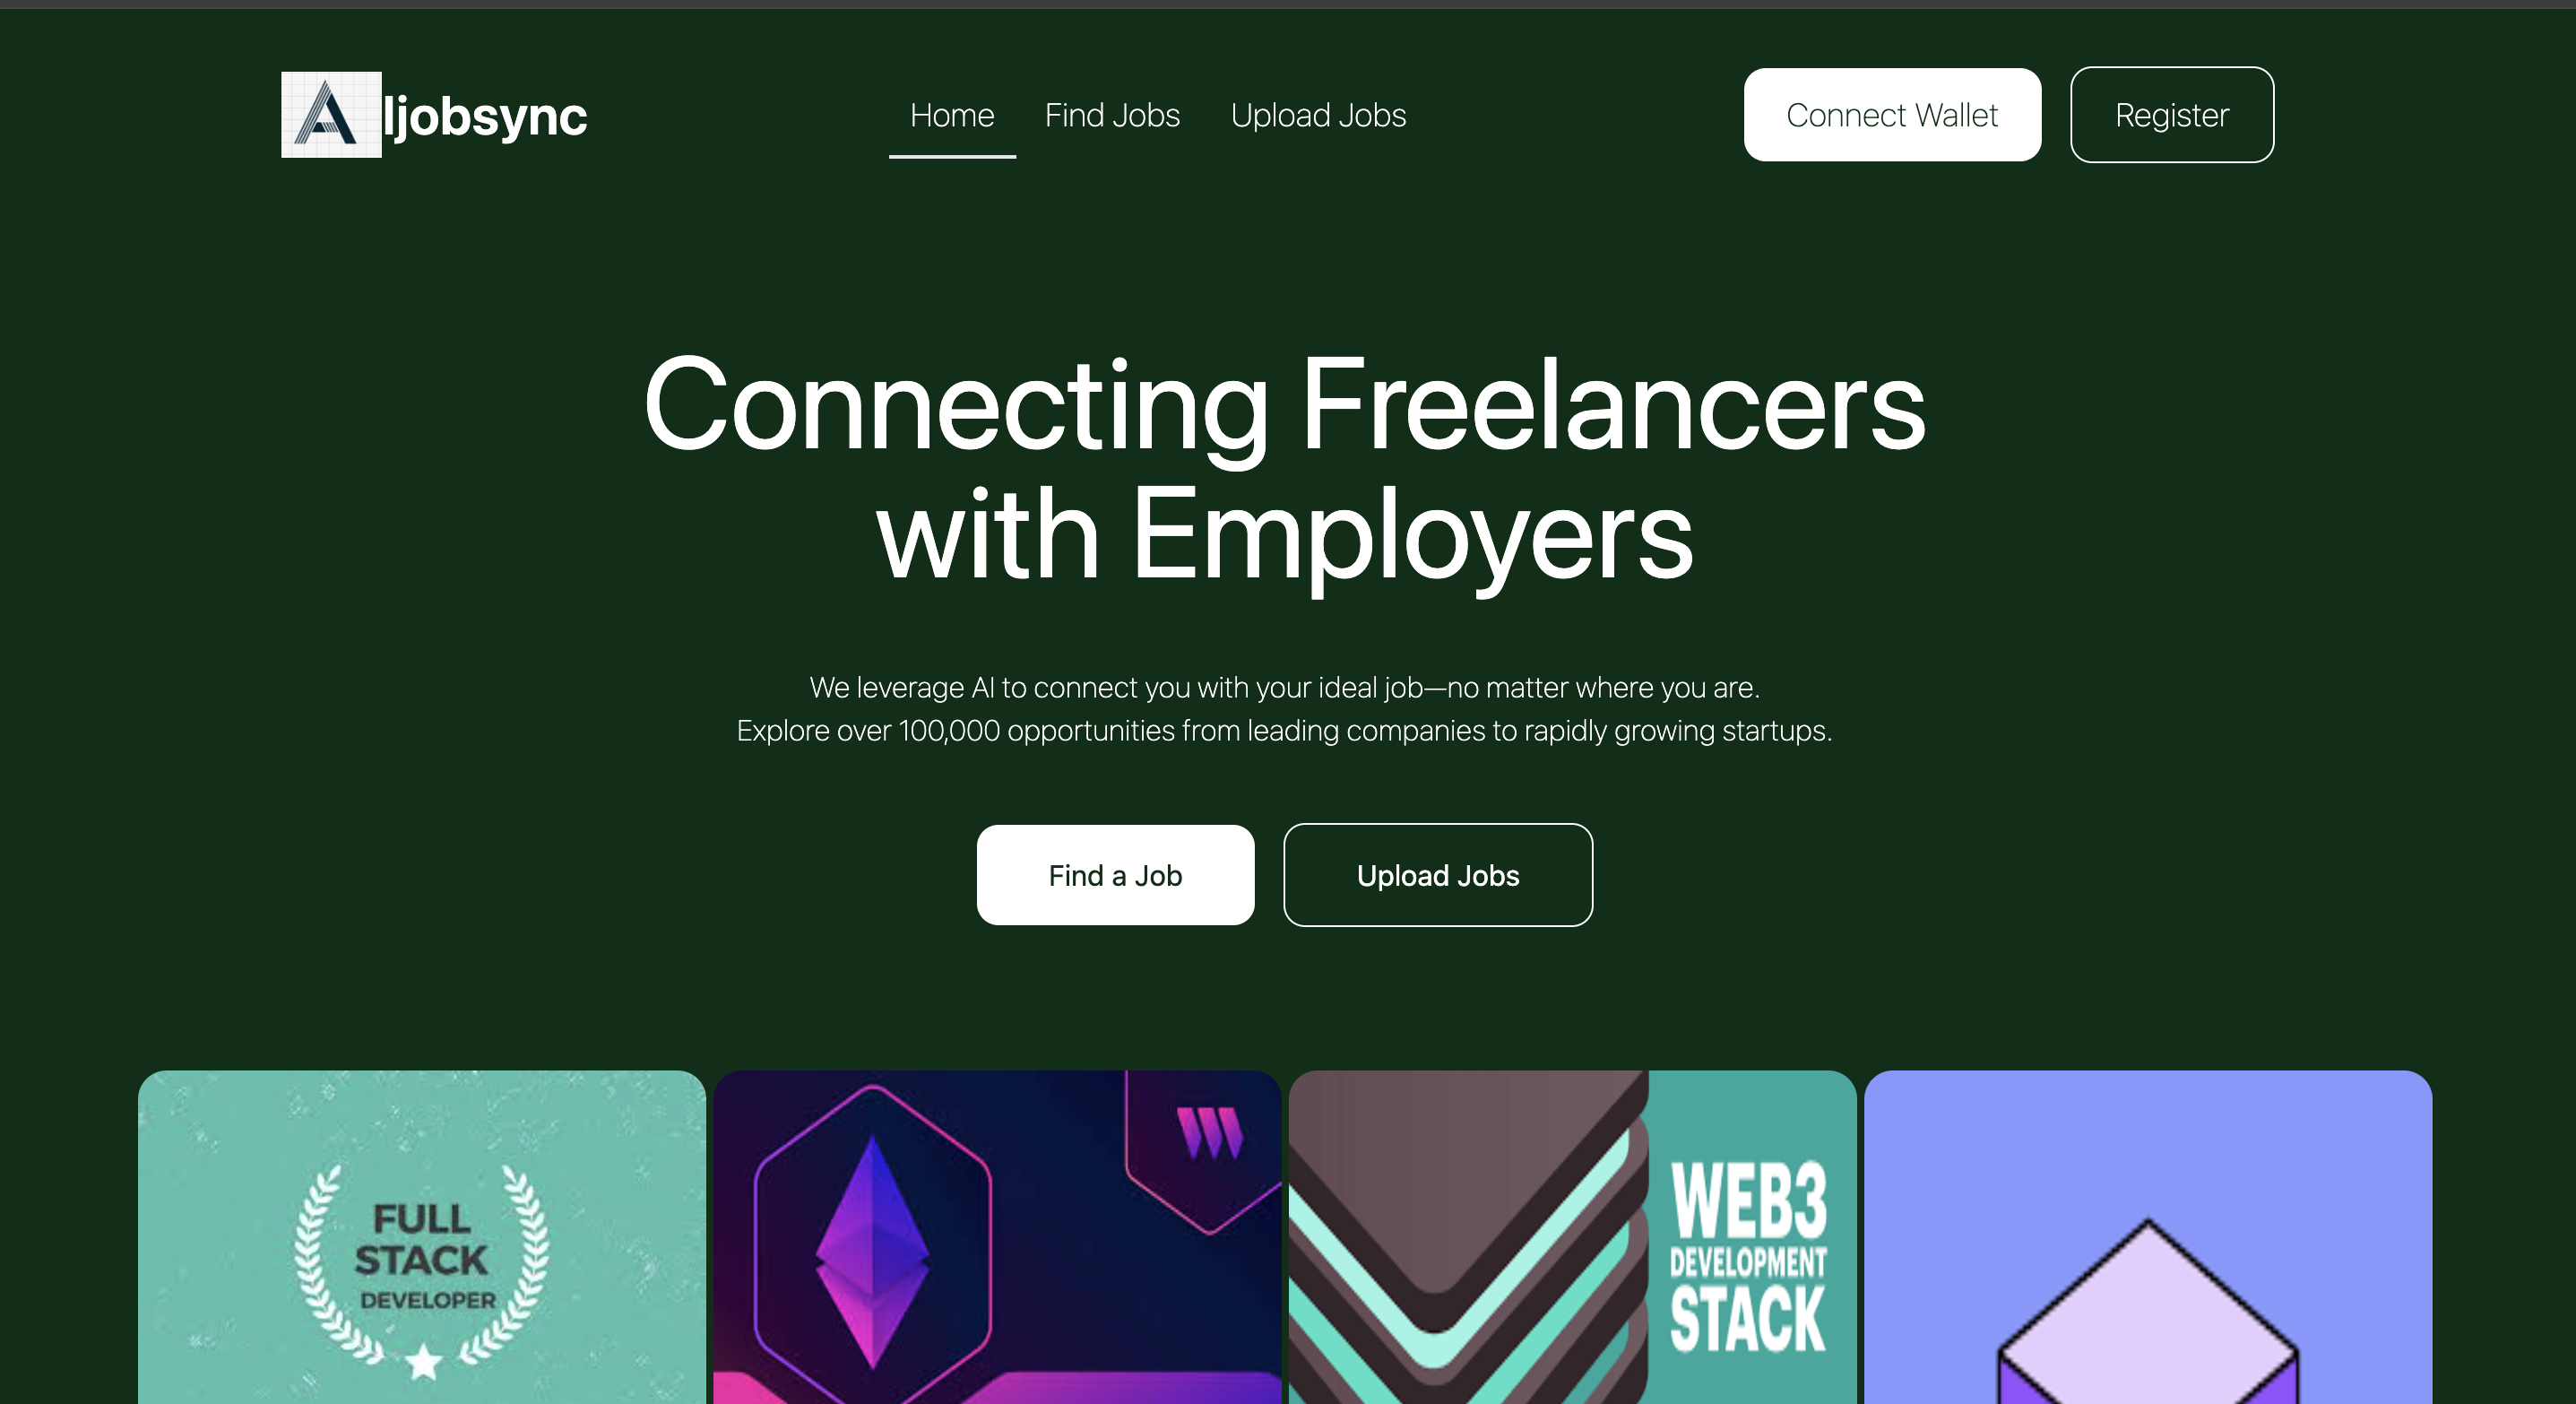 AIjobsync
Home
Find Jobs
Upload Jobs
Connect Wallet
Register
Connecting Freelancers
with Employers
We leverage AI to connect you with your ideal job—no matter where you are.
Explore over 100,000 opportunities from leading companies to rapidly growing startups.
Find a Job
Upload Jobs
FULL
STACK
DEVELOPER
WEB3
DEVELOPMENT
STACK